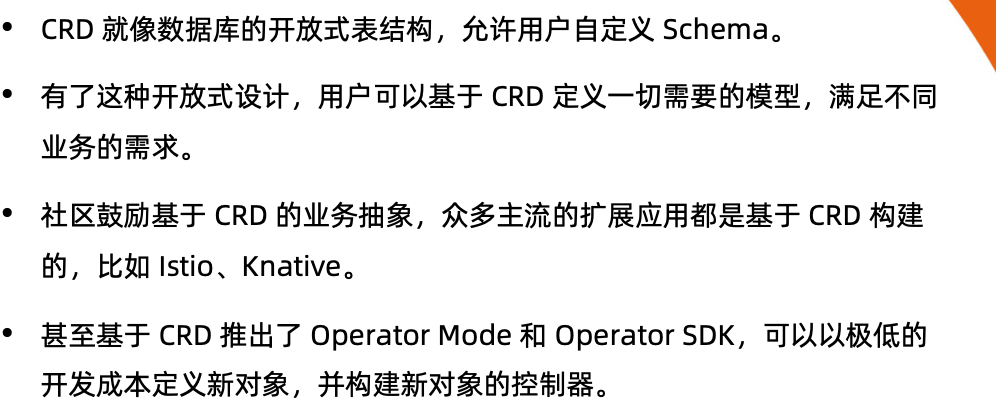 • CRD 就像数据库的开放式表结构，允许用户自定义 Schema。
• 有了这种开放式设计，用户可以基于 CRD 定义一切需要的模型，满足不同
业务的需求。
• 社区鼓励基于 CRD 的业务抽象，众多主流的扩展应用都是基于 CRD 构建
的，比如 Istio、Knative。
• 甚至基于 CRD 推出了 Operator Mode 和 Operator SDK，可以以极低的
开发成本定义新对象，并构建新对象的控制器。